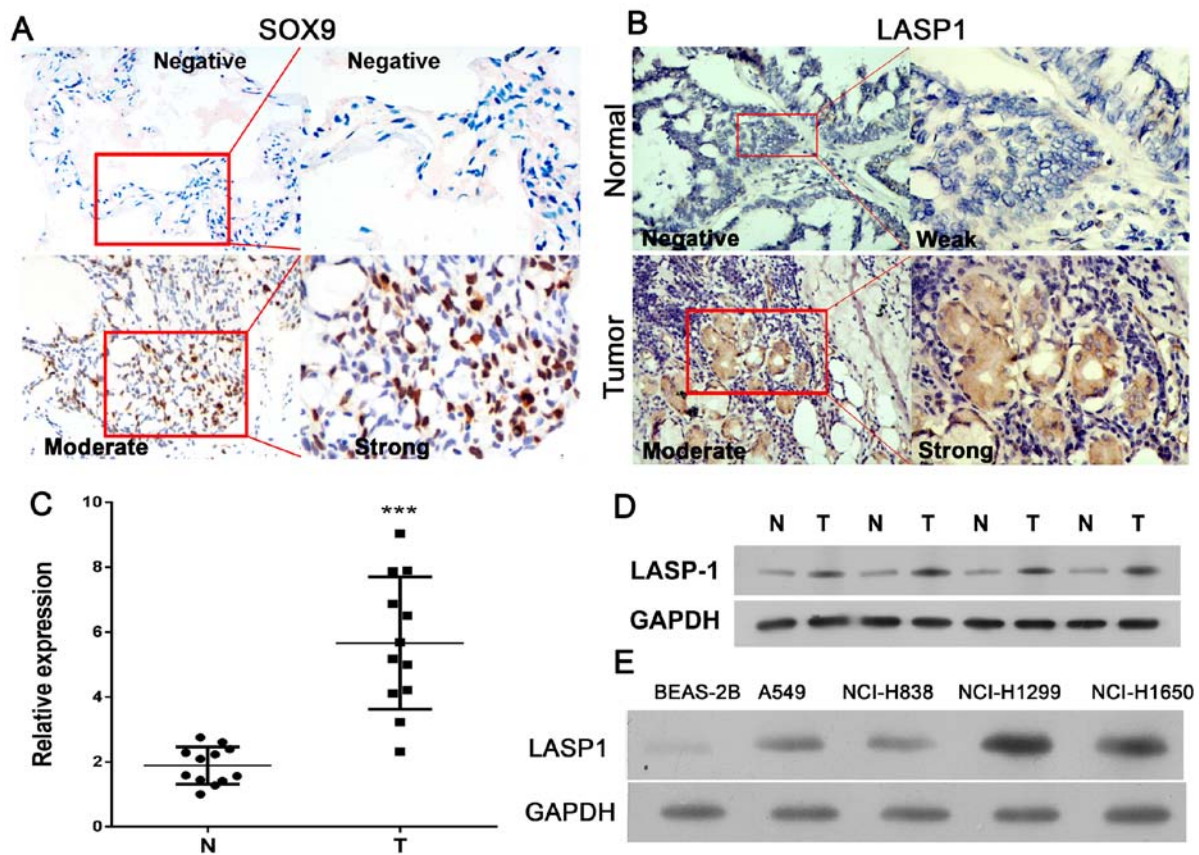 A
SOX9
Negative
Negative
Moderate
Strong
B
LASP1
Normal
Negative
Weak
Tumor
Moderate
Strong
C
Relative expression
10
8
6
4
2
0
***
N
T
D
N T N T N T N T
LASP-1
GAPDH
E
BEAS-2B A549 NCI-H838 NCI-H1299 NCI-H1650
LASP1
GAPDH